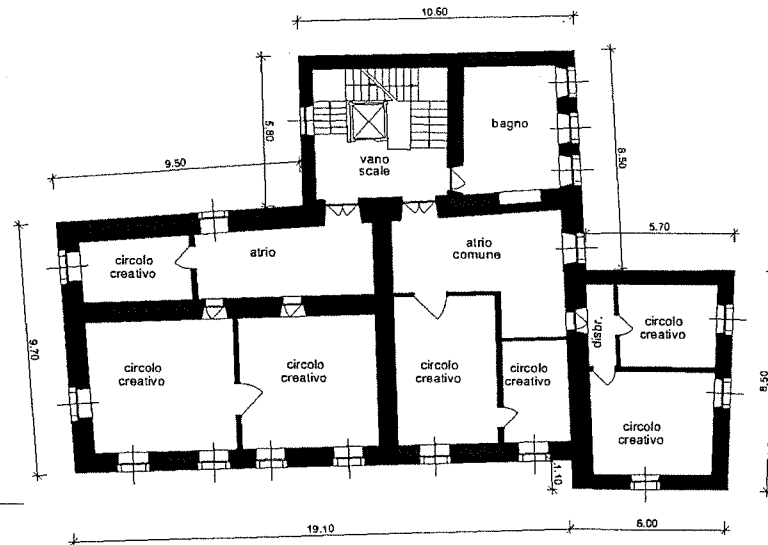 10.60
5.80
bagno
vano
scale
8.50
9.50
5.70
atrio
comune
atrio
circolo
creativo
9.70
disbr.
circolo
creativo
circolo
creativo
circolo
creativo
circolo
creativo
circolo
creativo
8.50
circolo
creativo
1.10
19.10
6.00